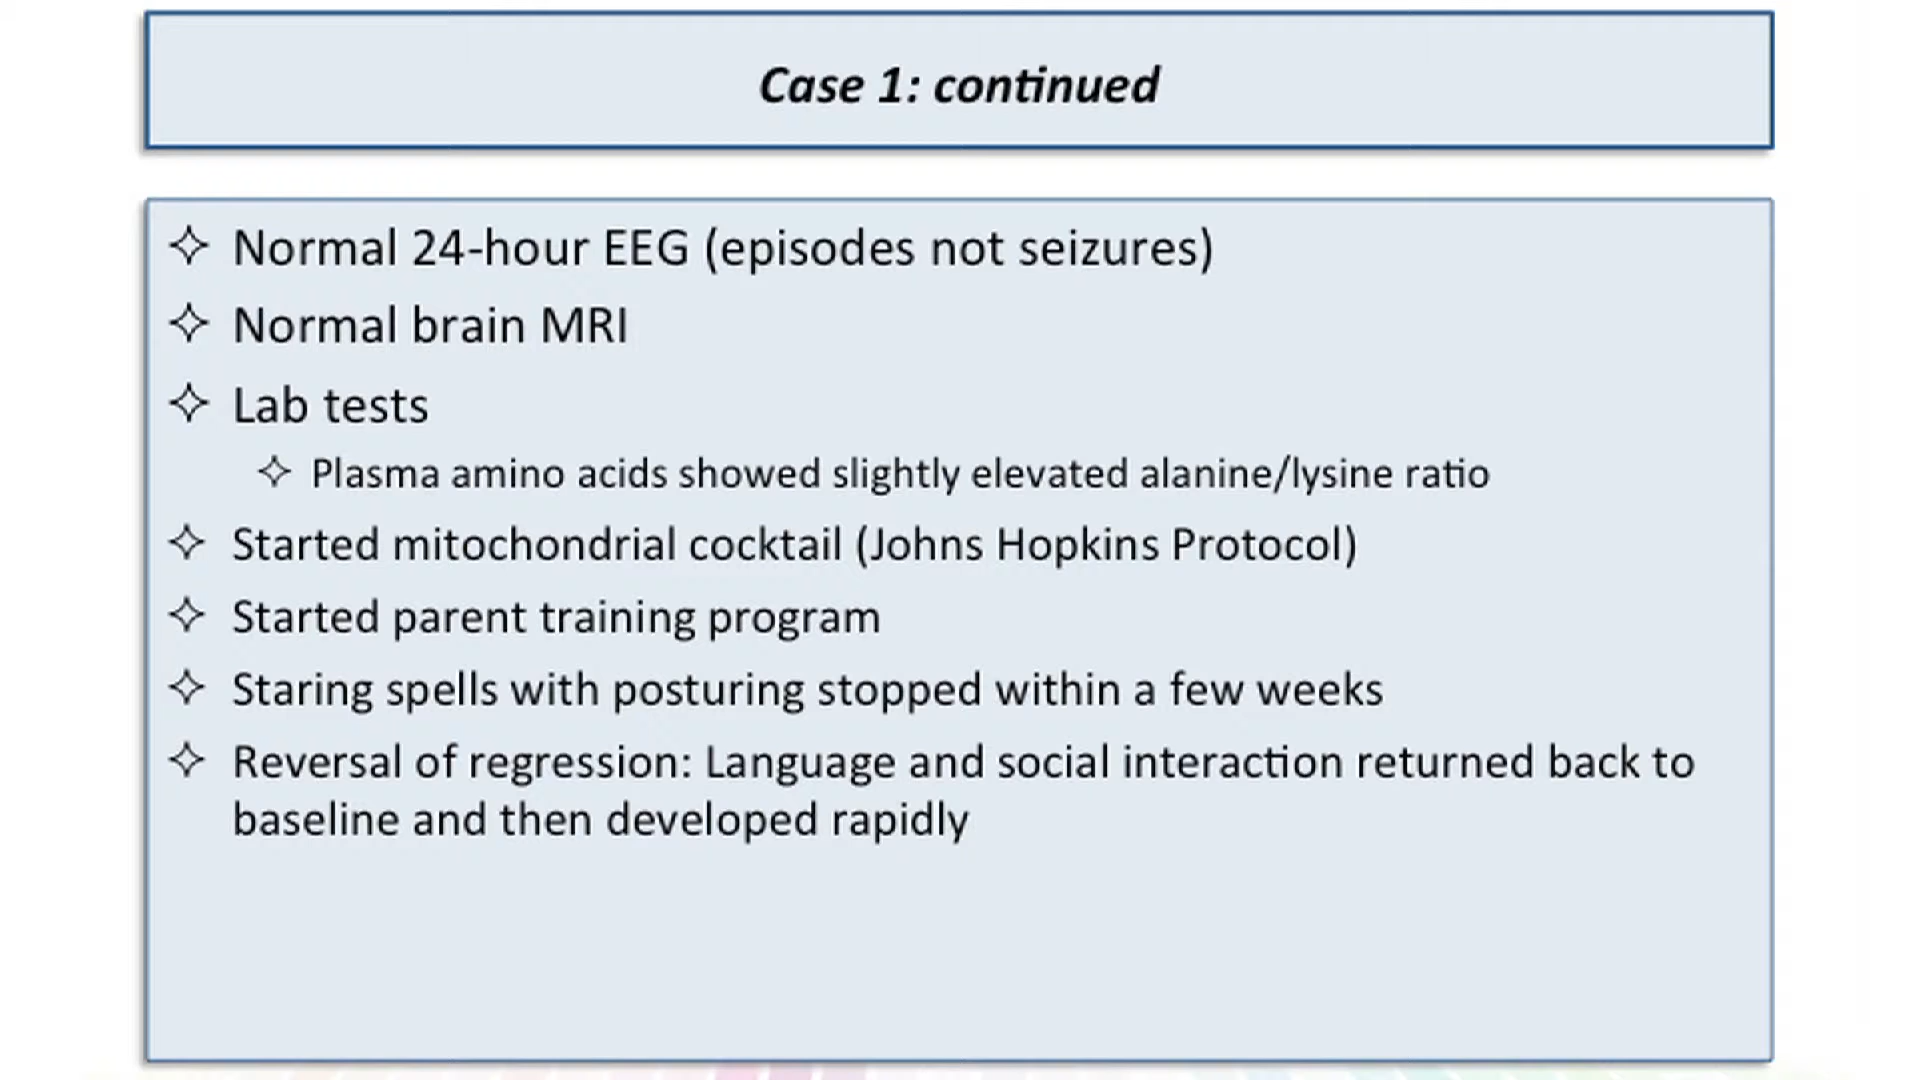 Case 1: continued
✧ Normal 24-hour EEG (episodes not seizures)
✧ Normal brain MRI
✧ Lab tests
✧ Plasma amino acids showed slightly elevated alanine/lysine ratio
✧ Started mitochondrial cocktail (Johns Hopkins Protocol)
✧ Started parent training program
✧ Staring spells with posturing stopped within a few weeks
✧ Reversal of regression: Language and social interaction returned back to
baseline and then developed rapidly